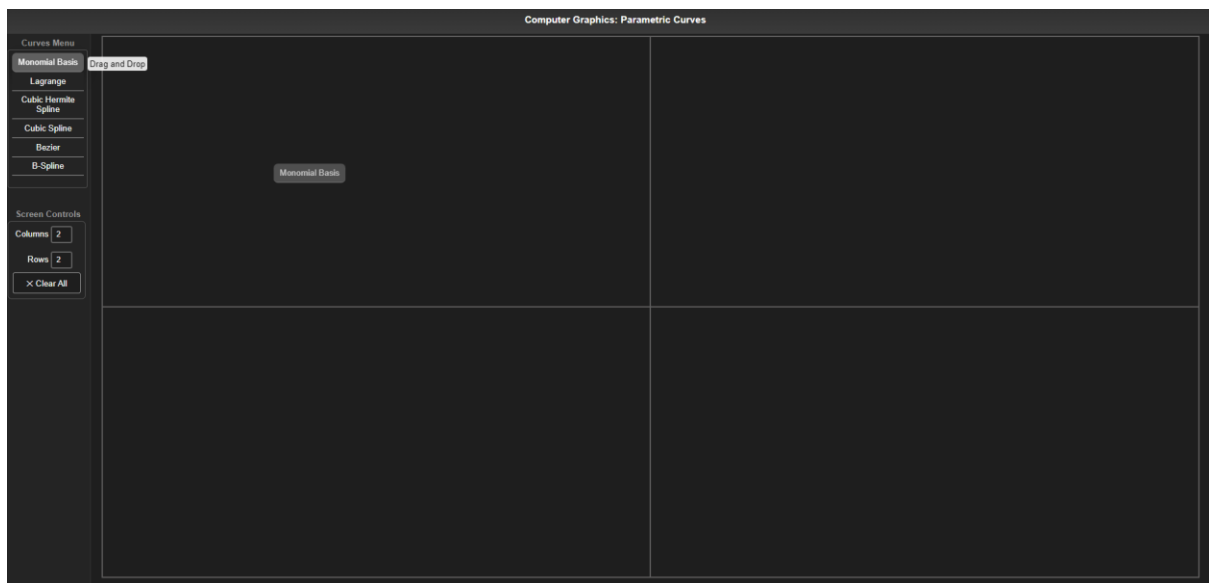 Computer Graphics: Parametric Curves
Curves Menu
Monomial Basis
Drag and Drop
Lagrange
Cubic Hermite
Spline
Cubic Spline
Bezier
B-Spline
Monomial Basis
Screen Controls
Columns 2
Rows 2
× Clear All